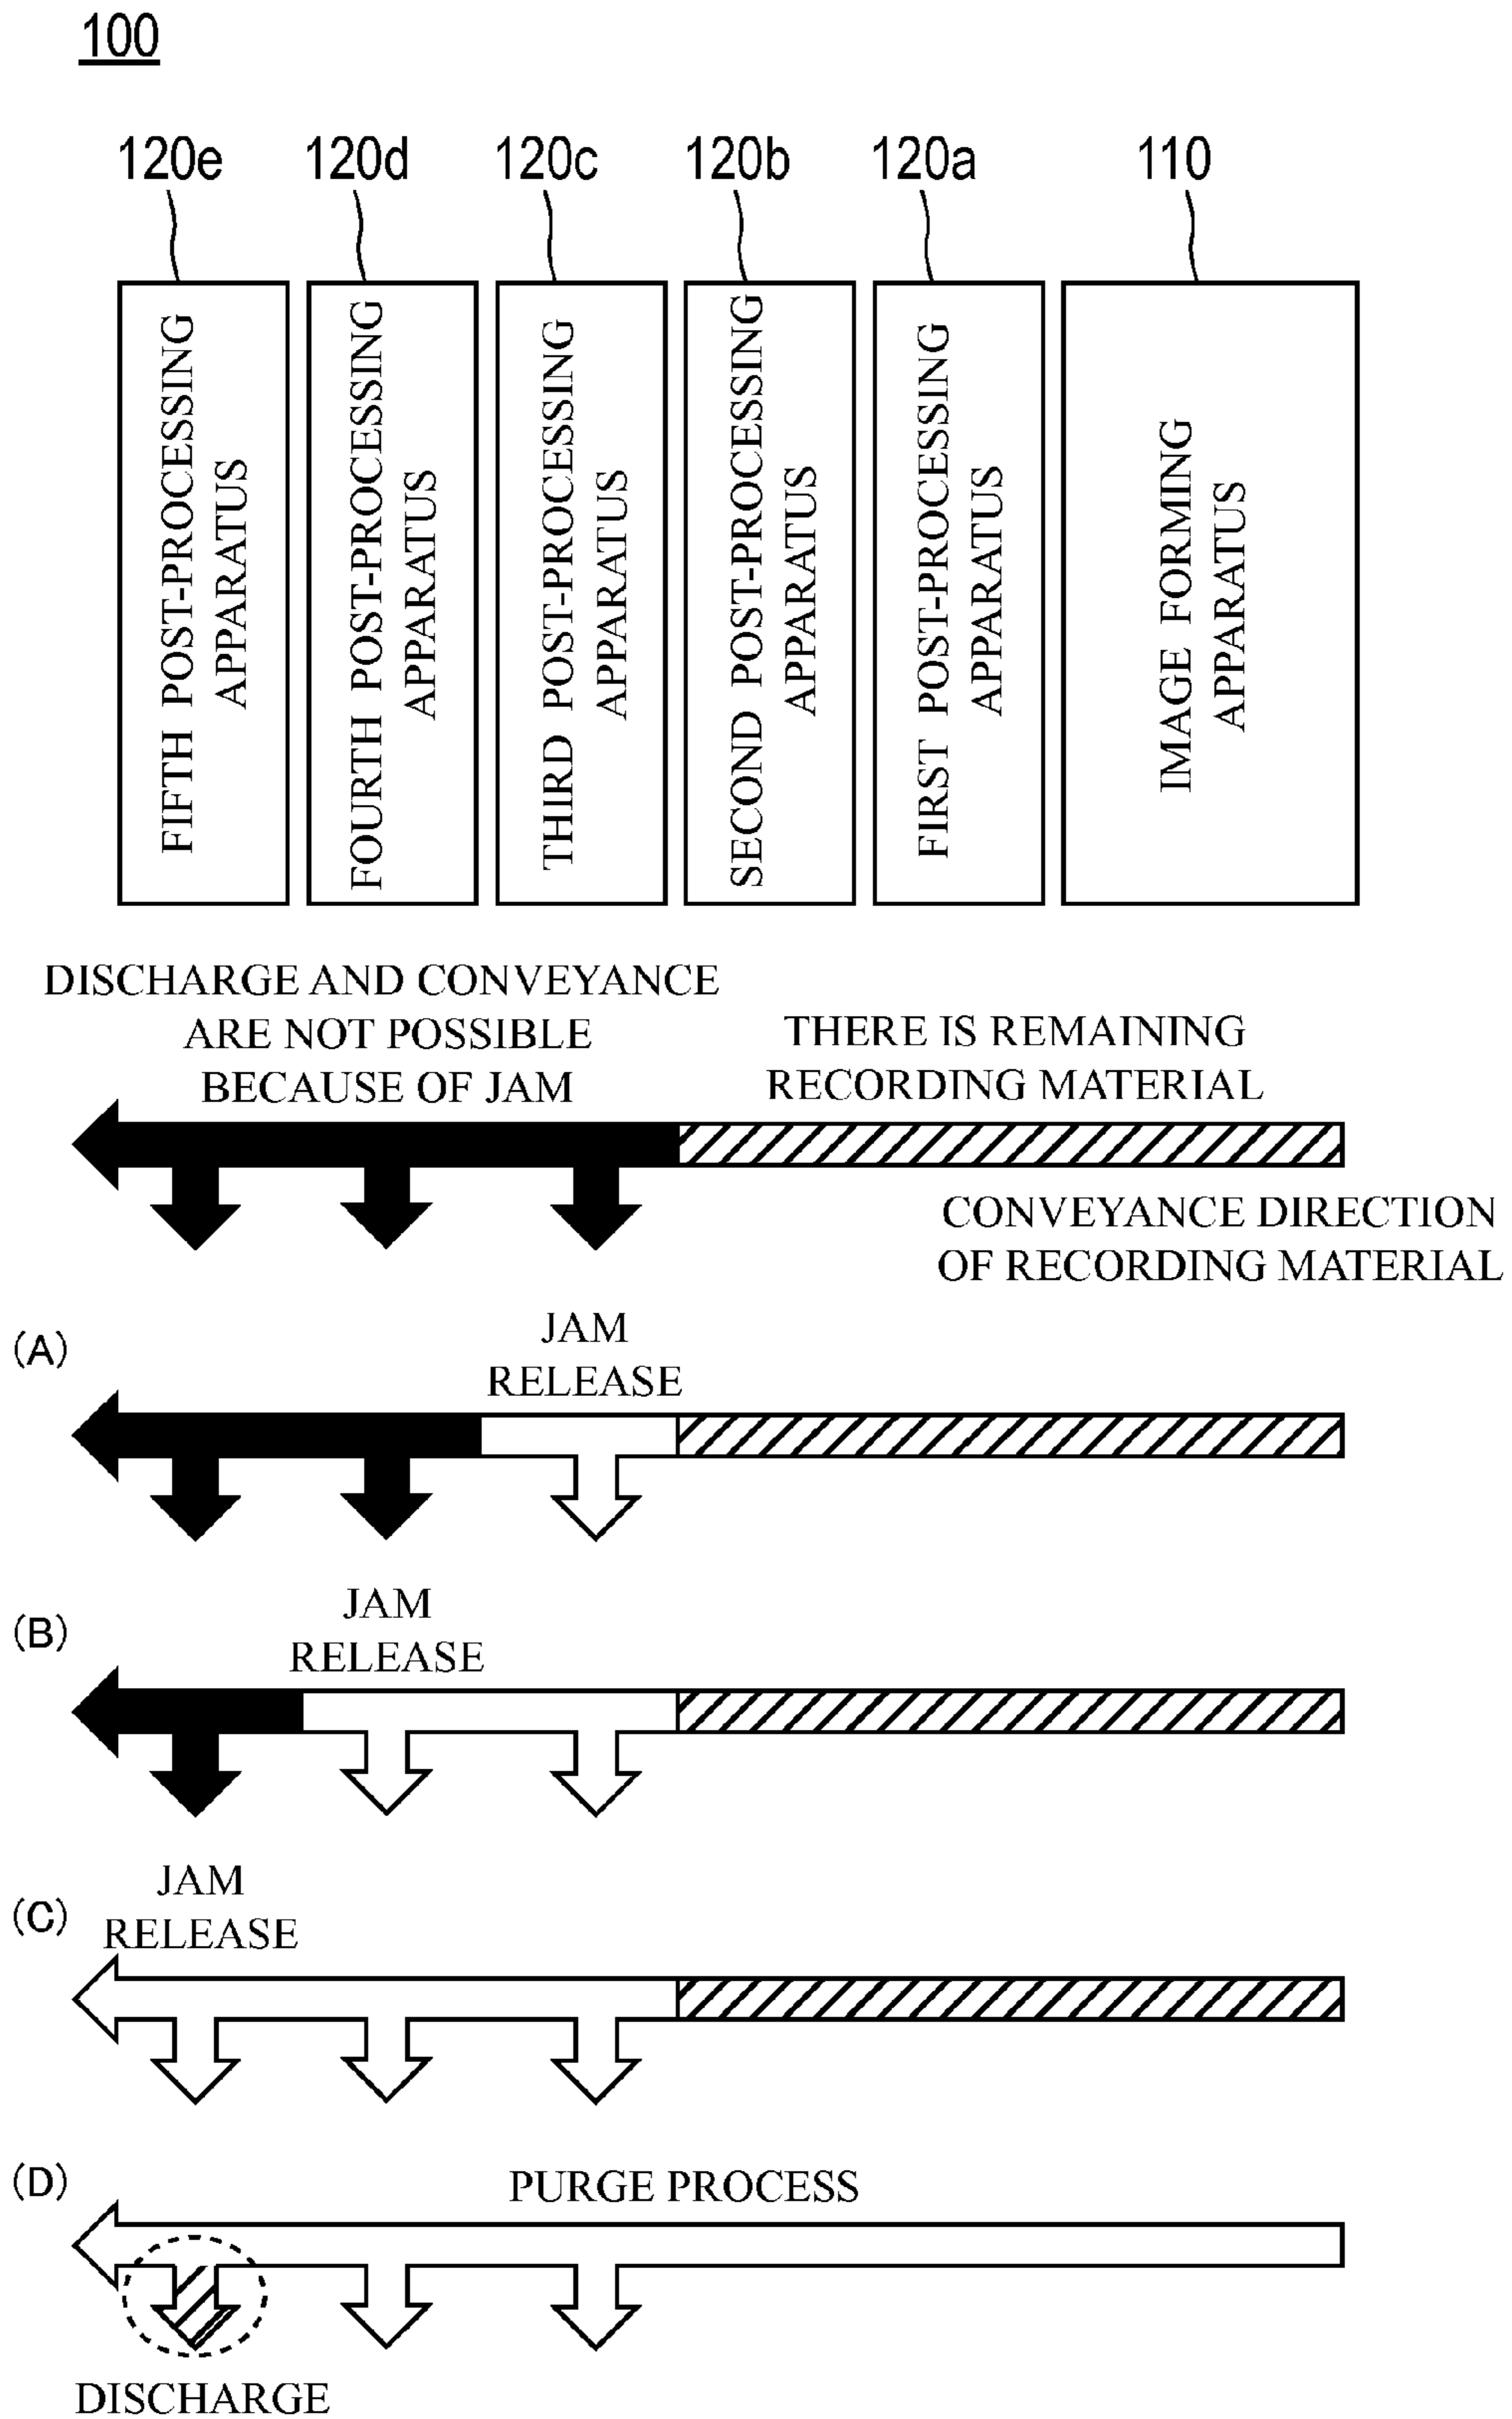 100
120e
120d
120c
120b
120a
110
FIFTH POST-PROCESSING
APPARATUS
FOURTH POST-PROCESSING
APPARATUS
THIRD POST-PROCESSING
APPARATUS
SECOND POST-PROCESSING
APPARATUS
FIRST POST-PROCESSING
APPARATUS
IMAGE FORMING
APPARATUS
DISCHARGE AND CONVEYANCE
ARE NOT POSSIBLE
BECAUSE OF JAM
THERE IS REMAINING
RECORDING MATERIAL
CONVEYANCE DIRECTION
OF RECORDING MATERIAL
(A)
JAM
RELEASE
(B)
JAM
RELEASE
(C)
JAM
RELEASE
(D)
PURGE PROCESS
DISCHARGE